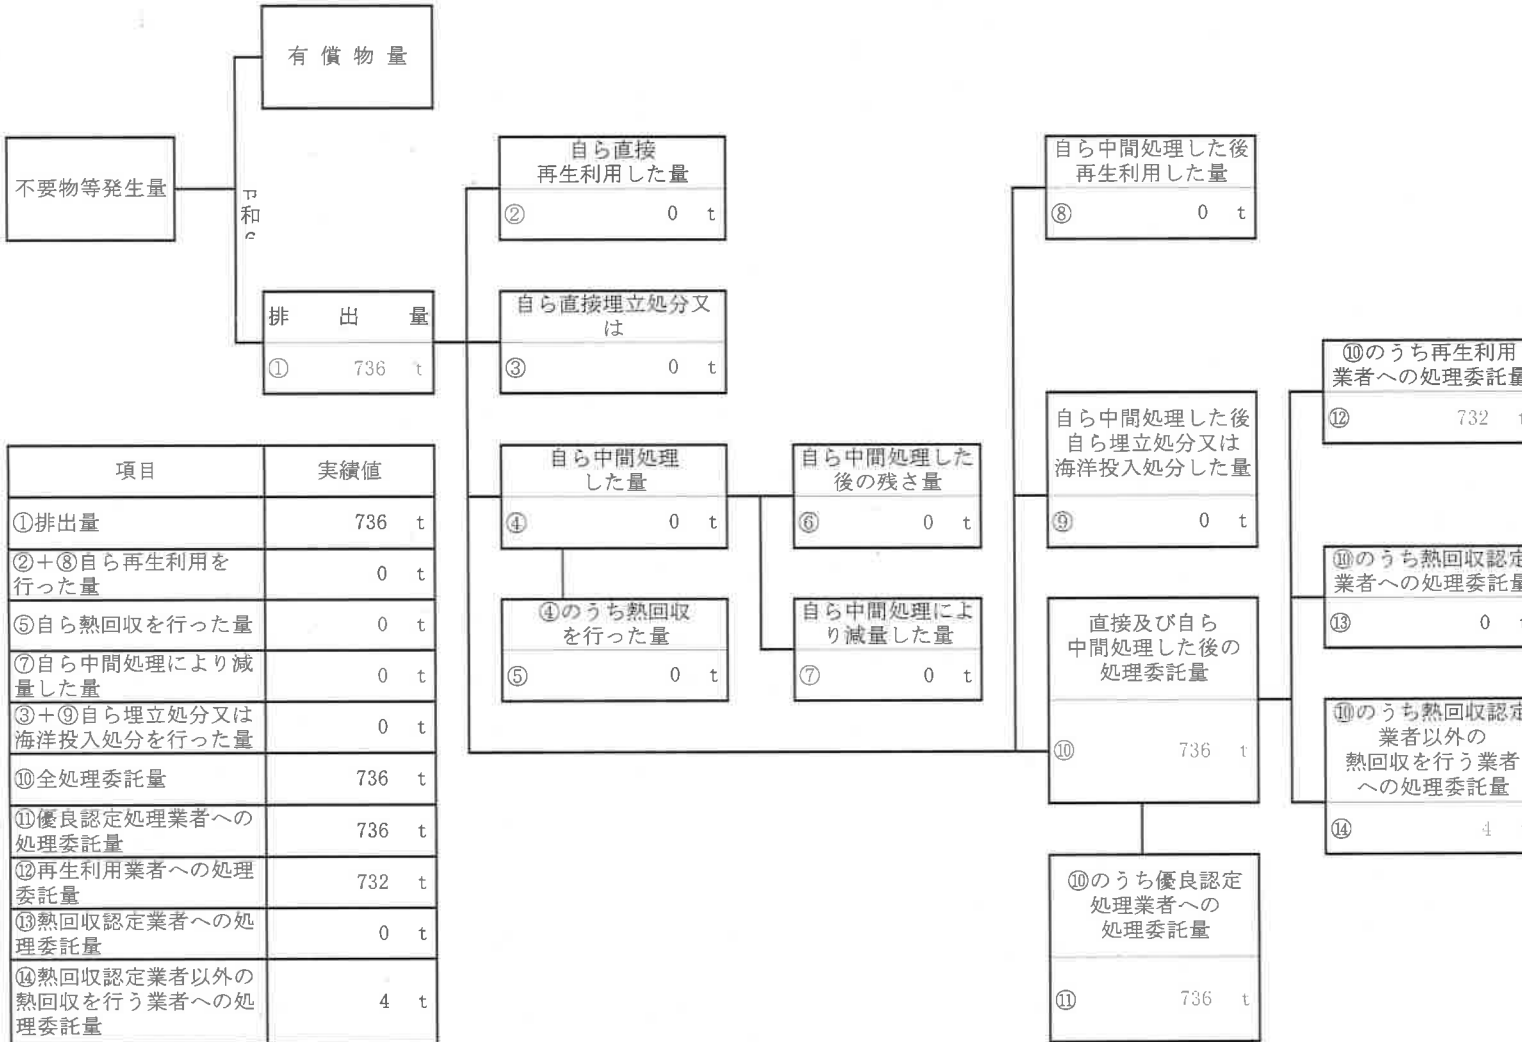 有償物量
不要物等発生量
和
排出量
① 736 t
自ら直接
再生利用した量
② 0 t
自ら直接埋立処分又
は
③ 0 t
自ら中間処理
した量
④ 0 t
④のうち熱回収
を行った量
⑤ 0 t
自ら中間処理した
後の残さ量
⑥ 0 t
自ら中間処理によ
り減量した量
⑦ 0 t
自ら中間処理した後
再生利用した量
⑧ 0 t
自ら中間処理した後
自ら埋立処分又は
海洋投入処分した量
⑨ 0 t
直接及び自ら
中間処理した後の
処理委託量
⑩ 736 t
⑩のうち優良認定
処理業者への
処理委託量
⑪ 736 t
⑩のうち再生利用
業者への処理委託量
⑫ 732 t
⑩のうち熱回収認定
業者への処理委託量
⑬ 0 t
⑩のうち熱回収認定
業者以外の
熱回収を行う業者
への処理委託量
⑭ 4
項目 実績値
①排出量 736 t
②+⑧自ら再生利用を
行った量 0 t
⑤自ら熱回収を行った量 0 t
⑦自ら中間処理により減
量した量 0 t
③+⑨自ら埋立処分又は
海洋投入処分を行った量 0 t
⑩全処理委託量 736 t
⑪優良認定処理業者への
処理委託量 736 t
⑫再生利用業者への処理
委託量 732 t
⑬熱回収認定業者への処
理委託量 0 t
⑭熱回収認定業者以外の
熱回収を行う業者への処
理委託量 4 t